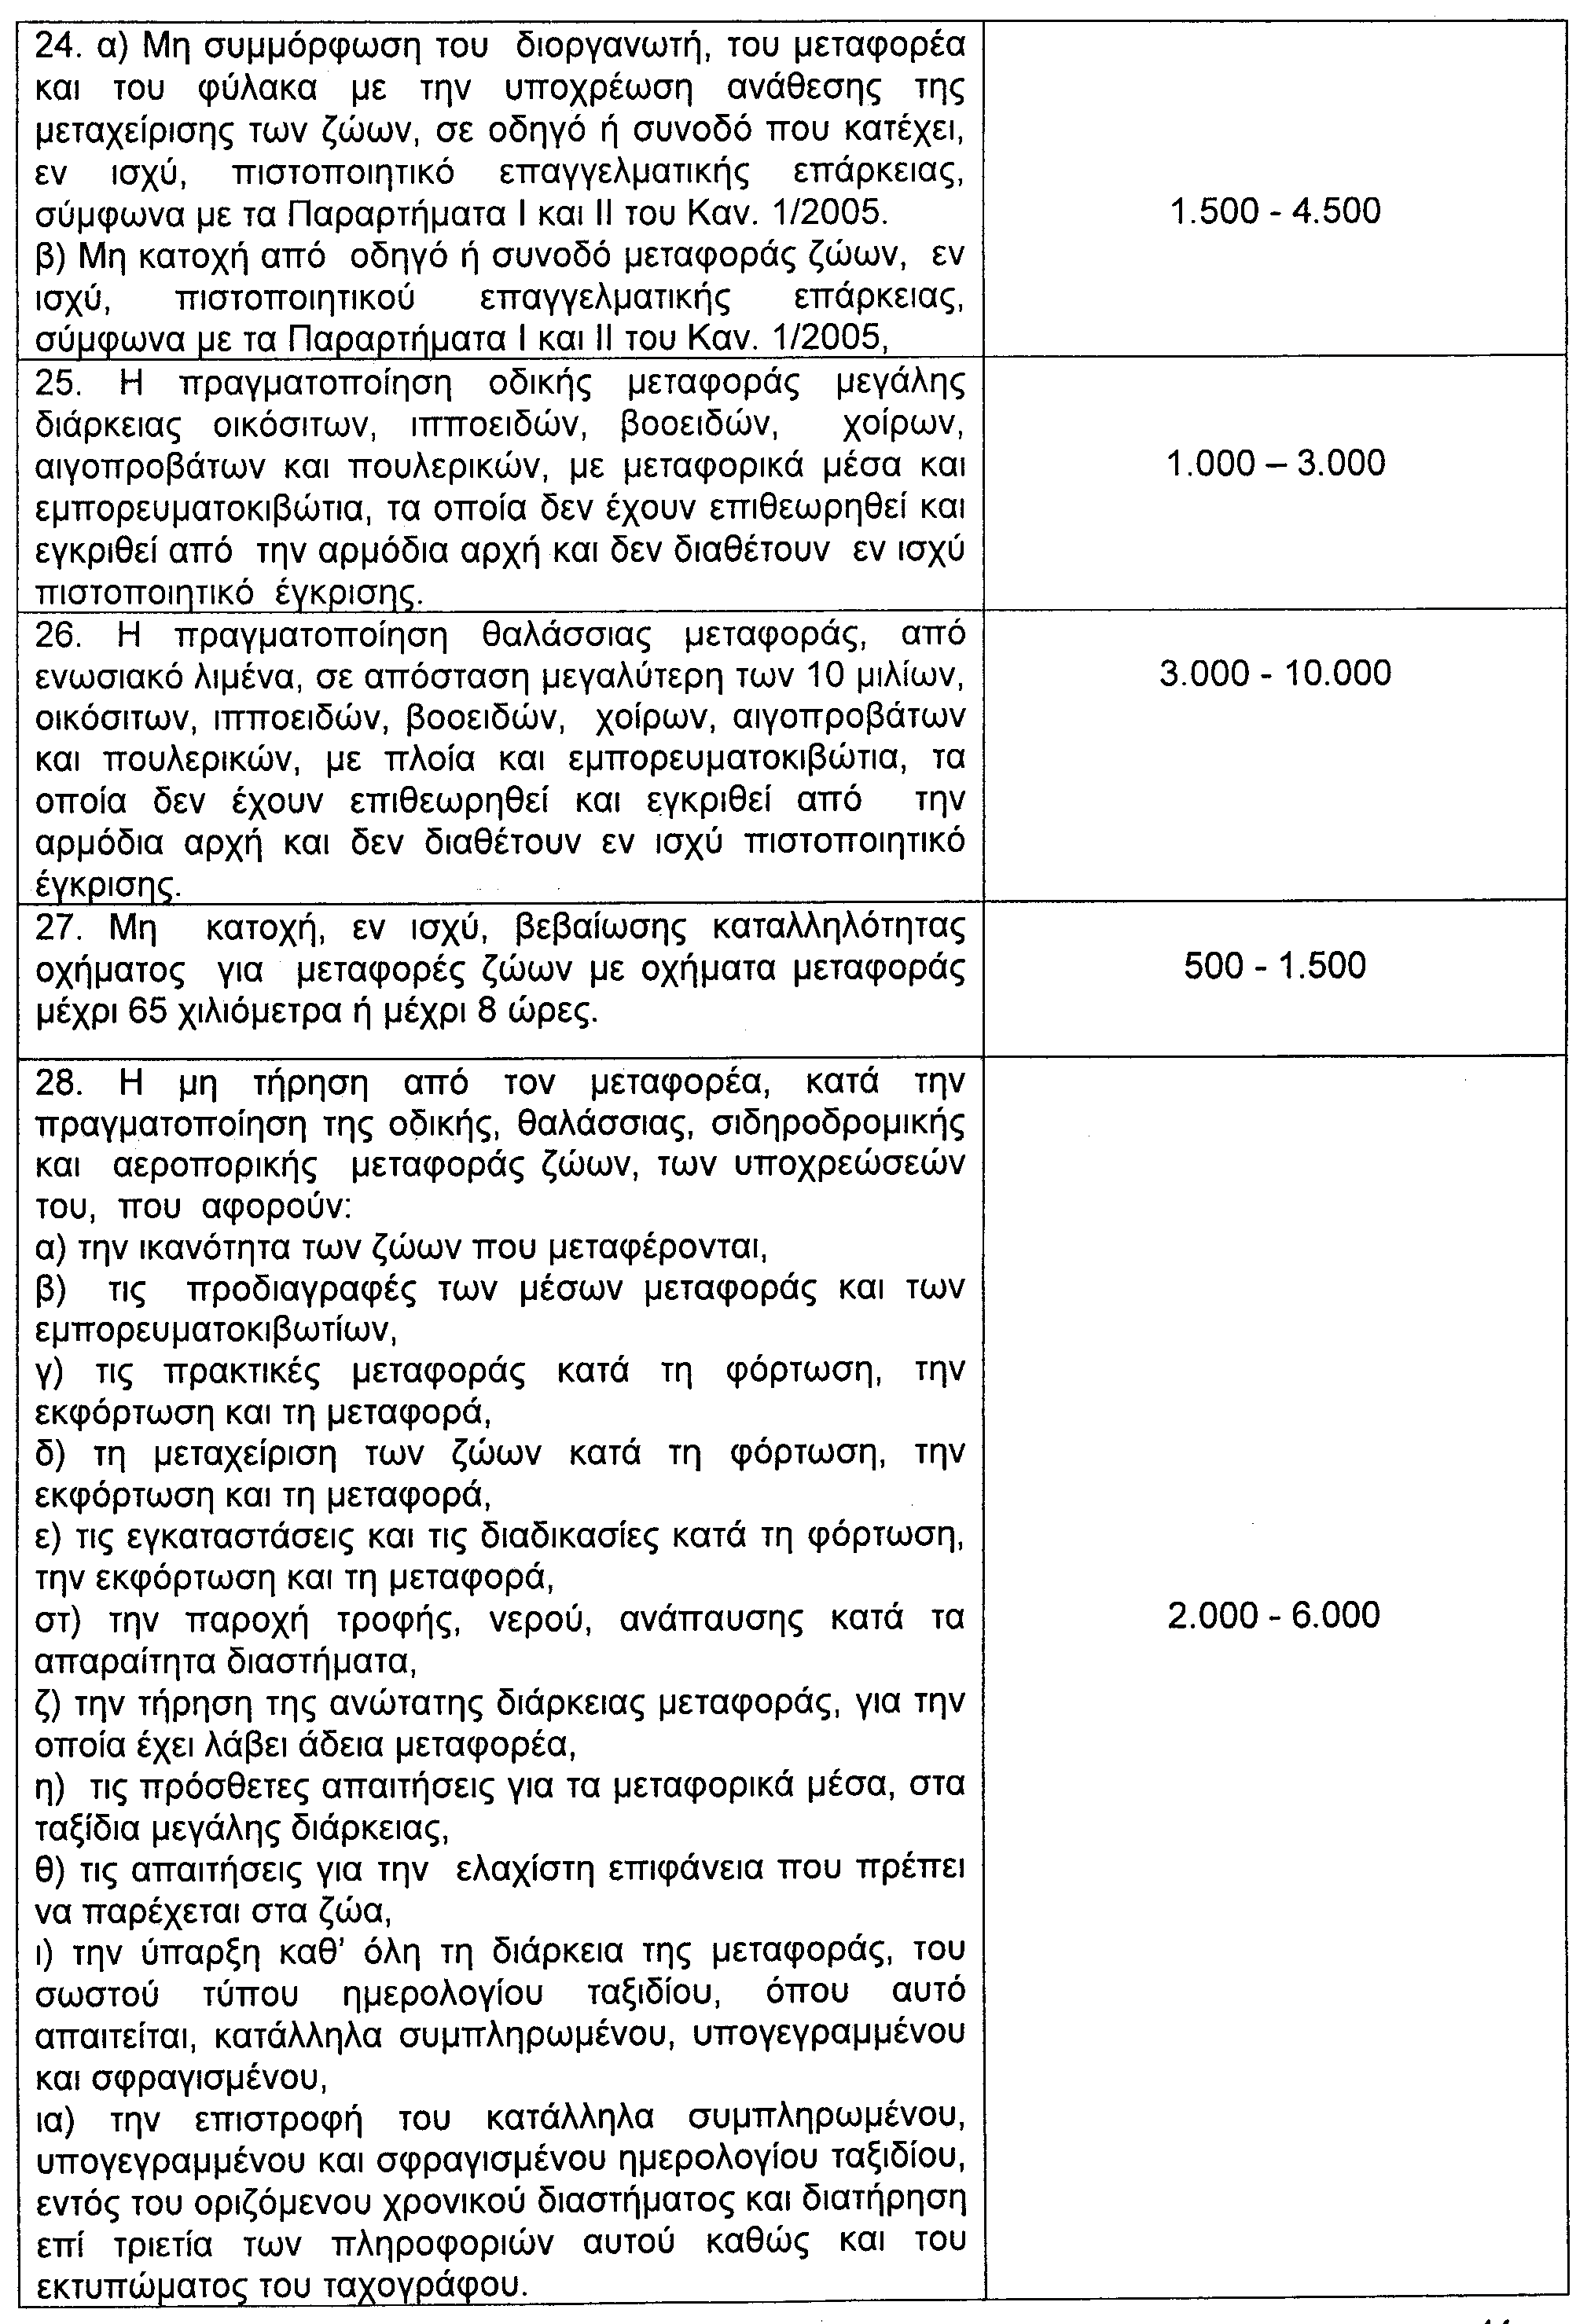 24. α) Μη συμμόρφωση του διοργανωτή, του μεταφορέα
και του φύλακα με την υποχρέωση ανάθεσης της
μεταχείρισης των ζώων, σε οδηγό ή συνοδό που κατέχει,
εν ισχύ, πιστοποιητικό επαγγελματικής επάρκειας,
σύμφωνα με τα Παραρτήματα Ι και ΙΙ του Καν. 1/2005.
β) Μη κατοχή από οδηγό ή συνοδό μεταφοράς ζώων, εν
ισχύ, πιστοποιητικού επαγγελματικής επάρκειας,
σύμφωνα με τα Παραρτήματα Ι και ΙΙ του Καν. 1/2005,
1.500 - 4.500
25. Η πραγματοποίηση οδικής μεταφοράς μεγάλης
διάρκειας οικόσιτων, ιπποειδών, βοοειδών, χοίρων,
αιγοπροβάτων και πουλερικών, με μεταφορικά μέσα και
εμπορευματοκιβώτια, τα οποία δεν έχουν επιθεωρηθεί και
εγκριθεί από την αρμόδια αρχή και δεν διαθέτουν εν ισχύ
πιστοποιητικό έγκρισης.
1.000 – 3.000
26. Η πραγματοποίηση θαλάσσιας μεταφοράς, από
ενωσιακό λιμένα, σε απόσταση μεγαλύτερη των 10 μιλίων,
οικόσιτων, ιπποειδών, βοοειδών, χοίρων, αιγοπροβάτων
και πουλερικών, με πλοία και εμπορευματοκιβώτια, τα
οποία δεν έχουν επιθεωρηθεί και εγκριθεί από την
αρμόδια αρχή και δεν διαθέτουν εν ισχύ πιστοποιητικό
έγκρισης.
3.000 - 10.000
27. Μη κατοχή, εν ισχύ, βεβαίωσης καταλληλότητας
οχήματος για μεταφορές ζώων με οχήματα μεταφοράς
μέχρι 65 χιλιόμετρα ή μέχρι 8 ώρες.
500 - 1.500
28. Η μη τήρηση από τον μεταφορέα, κατά την
πραγματοποίηση της οδικής, θαλάσσιας, σιδηροδρομικής
και αεροπορικής μεταφοράς ζώων, των υποχρεώσεών
του, που αφορούν:
α) την ικανότητα των ζώων που μεταφέρονται,
β) τις προδιαγραφές των μέσων μεταφοράς και των
εμπορευματοκιβωτίων,
γ) τις πρακτικές μεταφοράς κατά τη φόρτωση, την
εκφόρτωση και τη μεταφορά,
δ) τη μεταχείριση των ζώων κατά τη φόρτωση, την
εκφόρτωση και τη μεταφορά,
ε) τις εγκαταστάσεις και τις διαδικασίες κατά τη φόρτωση,
την εκφόρτωση και τη μεταφορά,
στ) την παροχή τροφής, νερού, ανάπαυσης κατά τα
απαραίτητα διαστήματα,
ζ) την τήρηση της ανώτατης διάρκειας μεταφοράς, για την
οποία έχει λάβει άδεια μεταφορέα,
η) τις πρόσθετες απαιτήσεις για τα μεταφορικά μέσα, στα
ταξίδια μεγάλης διάρκειας,
θ) τις απαιτήσεις για την ελαχίστη επιφάνεια που πρέπει
να παρέχεται στα ζώα,
ι) την ύπαρξη καθ' όλη τη διάρκεια της μεταφοράς, του
σωστού τύπου ημερολογίου ταξιδίου, όπου αυτό
απαιτείται, κατάλληλα συμπληρωμένου, υπογεγραμμένου
και σφραγισμένου,
ια) την επιστροφή του κατάλληλα συμπληρωμένου,
υπογεγραμμένου και σφραγισμένου ημερολογίου ταξιδίου,
εντός του οριζόμενου χρονικού διαστήματος και διατήρηση
επί τριετία των πληροφοριών αυτού καθώς και του
εκτυπώματος του ταχογράφου.
2.000 - 6.000